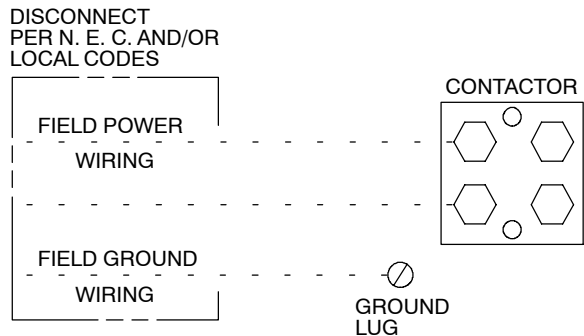 DISCONNECT
PER N. E. C. AND/OR
LOCAL CODES
CONTACTOR
FIELD POWER
WIRING
FIELD GROUND
WIRING
GROUND
LUG